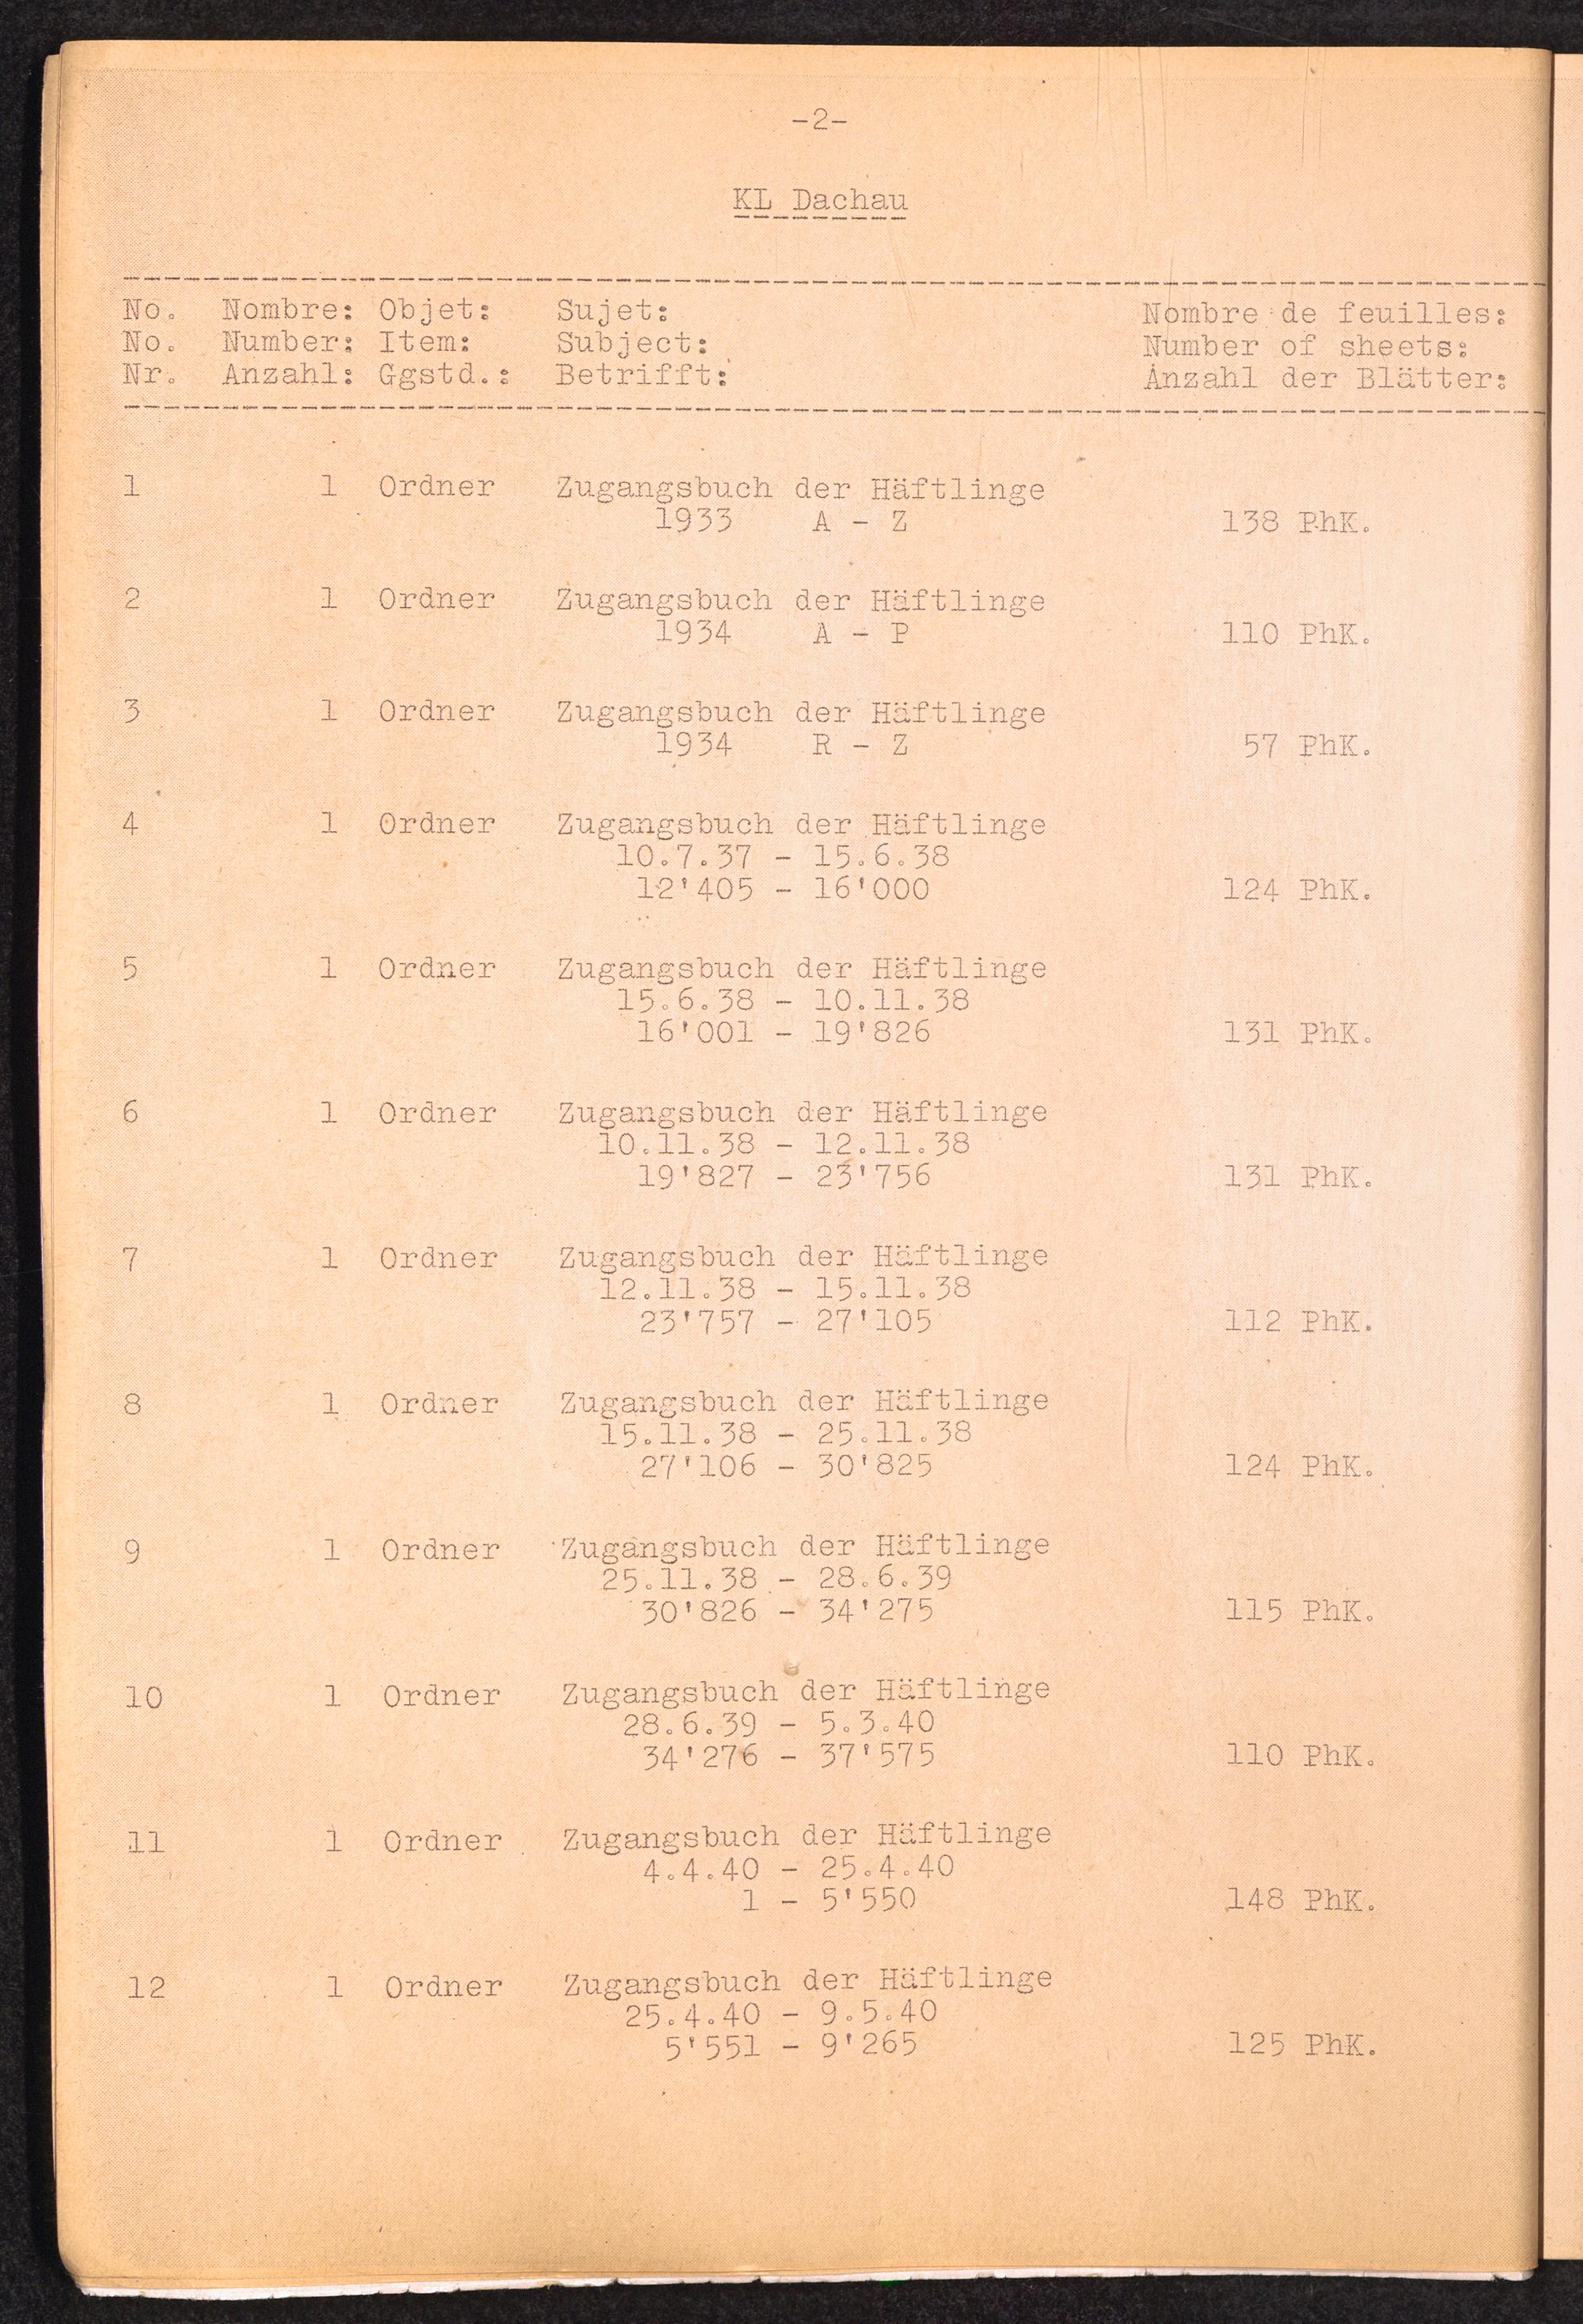 -2-
KL Dachau
No. Nombre: Objet: Sujet: Nombre de feuilles:
No. Number: Item: Subject: Number of sheets:
Nr. Anzahl: Ggstd.: Betrifft: Anzahl der Blätter:
1 1 Ordner Zugangsbuch der Häftlinge
1933 A - Z 138 PhK.
2 1 Ordner Zugangsbuch der Häftlinge
1934 A - P 110 PhK.
3 1 Ordner Zugangsbuch der Häftlinge
1934 R - Z 57 PhK.
4 1 Ordner Zugangsbuch der Häftlinge
10.7.37 - 15.6.38
12'405 - 16'000 124 PhK.
5 1 Ordner Zugangsbuch der Häftlinge
15.6.38 - 10.11.38
16'001 - 19'826 131 PhK.
6 1 Ordner Zugangsbuch der Häftlinge
10.11.38 - 12.11.38
19'827 - 23'756 131 PhK.
7 1 Ordner Zugangsbuch der Häftlinge
12.11.38 - 15.11.38
23'757 - 27'105 112 PhK.
8 1 Ordner Zugangsbuch der Häftlinge
15.11.38 - 25.11.38
27'106 - 30'825 124 PhK.
9 1 Ordner Zugangsbuch der Häftlinge
25.11.38 - 28.6.39
30'826 - 34'275 115 PhK.
10 1 Ordner Zugangsbuch der Häftlinge
28.6.39 - 5.3.40
34'276 - 37'575 110 PhK.
11 1 Ordner Zugangsbuch der Häftlinge
4.4.40 - 25.4.40
1 - 5'550 148 PhK.
12 1 Ordner Zugangsbuch der Häftlinge
25.4.40 - 9.5.40
5'551 - 9'265 125 PhK.